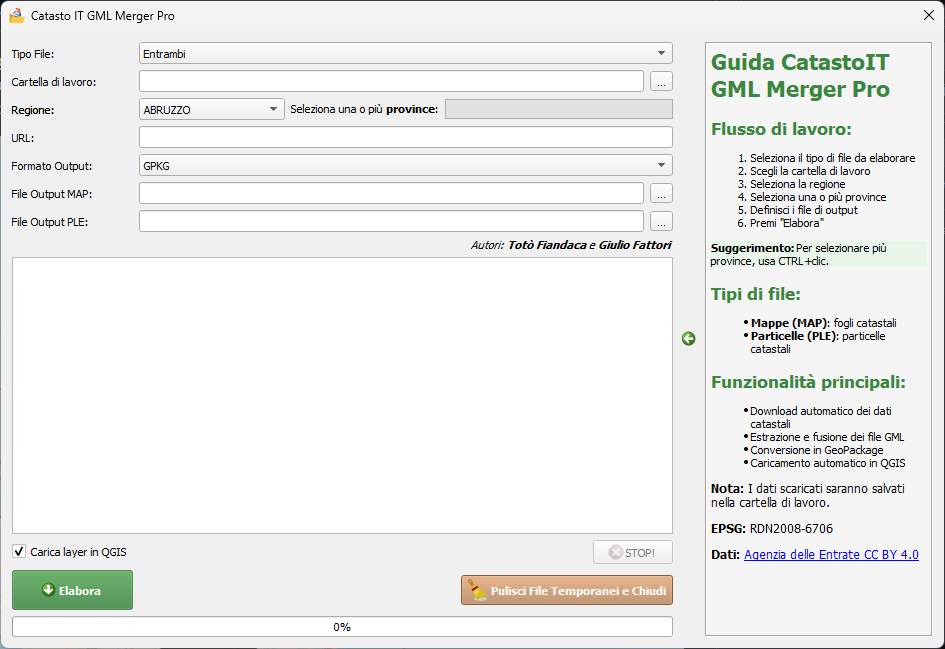 Catasto IT GML Merger Pro
Tipo File:
Entrambi
Cartella di lavoro:
...
Regione:
ABRUZZO
Seleziona una o più province:
URL:
Formato Output:
GPKG
File Output MAP:
...
File Output PLE:
...
Autori: Totò Fiandaca e Giulio Fattori
Carica layer in QGIS
STOP!
Elabora
Pulisci File Temporanei e Chiudi
0%
Guida CatastoIT
GML Merger Pro
Flusso di lavoro:
1. Seleziona il tipo di file da elaborare
2. Scegli la cartella di lavoro
3. Seleziona la regione
4. Seleziona una o più province
5. Definisci i file di output
6. Premi "Elabora"
Suggerimento: Per selezionare più
province, usa CTRL+clic.
Tipi di file:
• Mappe (MAP): fogli catastali
• Particelle (PLE): particelle
catastali
Funzionalità principali:
• Download automatico dei dati
catastali
• Estrazione e fusione dei file GML
• Conversione in GeoPackage
• Caricamento automatico in QGIS
Nota: I dati scaricati saranno salvati
nella cartella di lavoro.
EPSG: RDN2008-6706
Dati: Agenzia delle Entrate CC BY 4.0